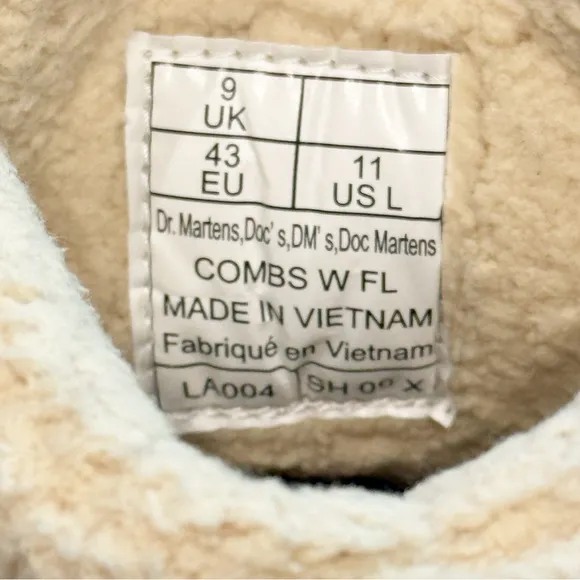 9
UK
43
EU
11
US L
Dr. Martens,Doc's,DM's,Doc Martens
COMBS W FL
MADE IN VIETNAM
Fabriqué en Vietnam
LA004
SH X